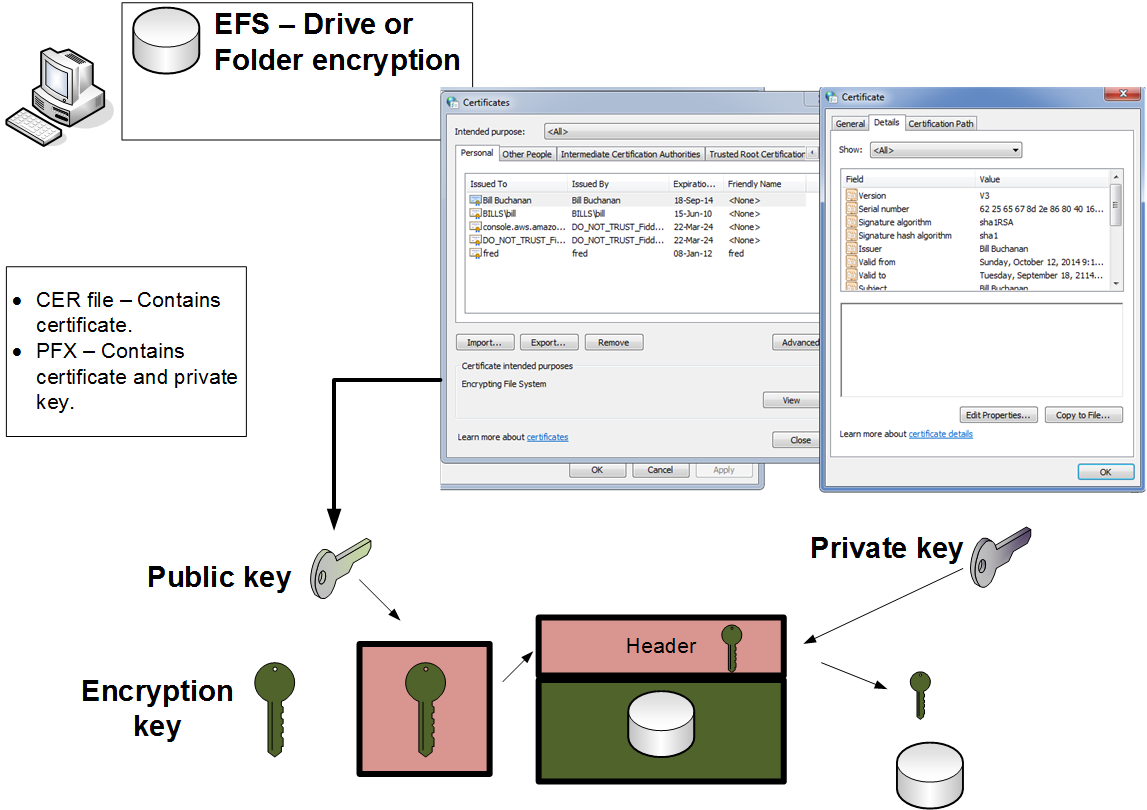 EFS – Drive or
Folder encryption
• CER file – Contains
certificate.
• PFX – Contains
certificate and private
key.
Certificates
Intended purpose: <All>
Personal Other People Intermediate Certification Authorities Trusted Root Certification
Issued To Issued By Expiratio... Friendly Name
Bill Buchanan Bill Buchanan 18-Sep-14 <None>
BILLS\bill BILLS\bill 15-Jun-10 <None>
console.aws.amazo... DO_NOT_TRUST_Fidd... 22-Mar-24 <None>
DO_NOT_TRUST_Fi... DO_NOT_TRUST_Fidd... 22-Mar-24 <None>
fred fred 08-Jan-12 fred
Import... Export... Remove Advanced
Certificate intended purposes
Encrypting File System
View
Learn more about certificates
Close
OK Cancel Apply
Certificate
General Details Certification Path
Show: <All>
Field Value
Version V3
Serial number 62 25 65 67 8d 2e 86 80 40 16...
Signature algorithm sha1RSA
Signature hash algorithm sha1
Issuer Bill Buchanan
Valid from Sunday, October 12, 2014 9:1...
Valid to Tuesday, September 18, 2114...
Subject Bill Buchanan
Edit Properties... Copy to File...
Learn more about certificate details
OK
Public key
Private key
Header
Encryption
key